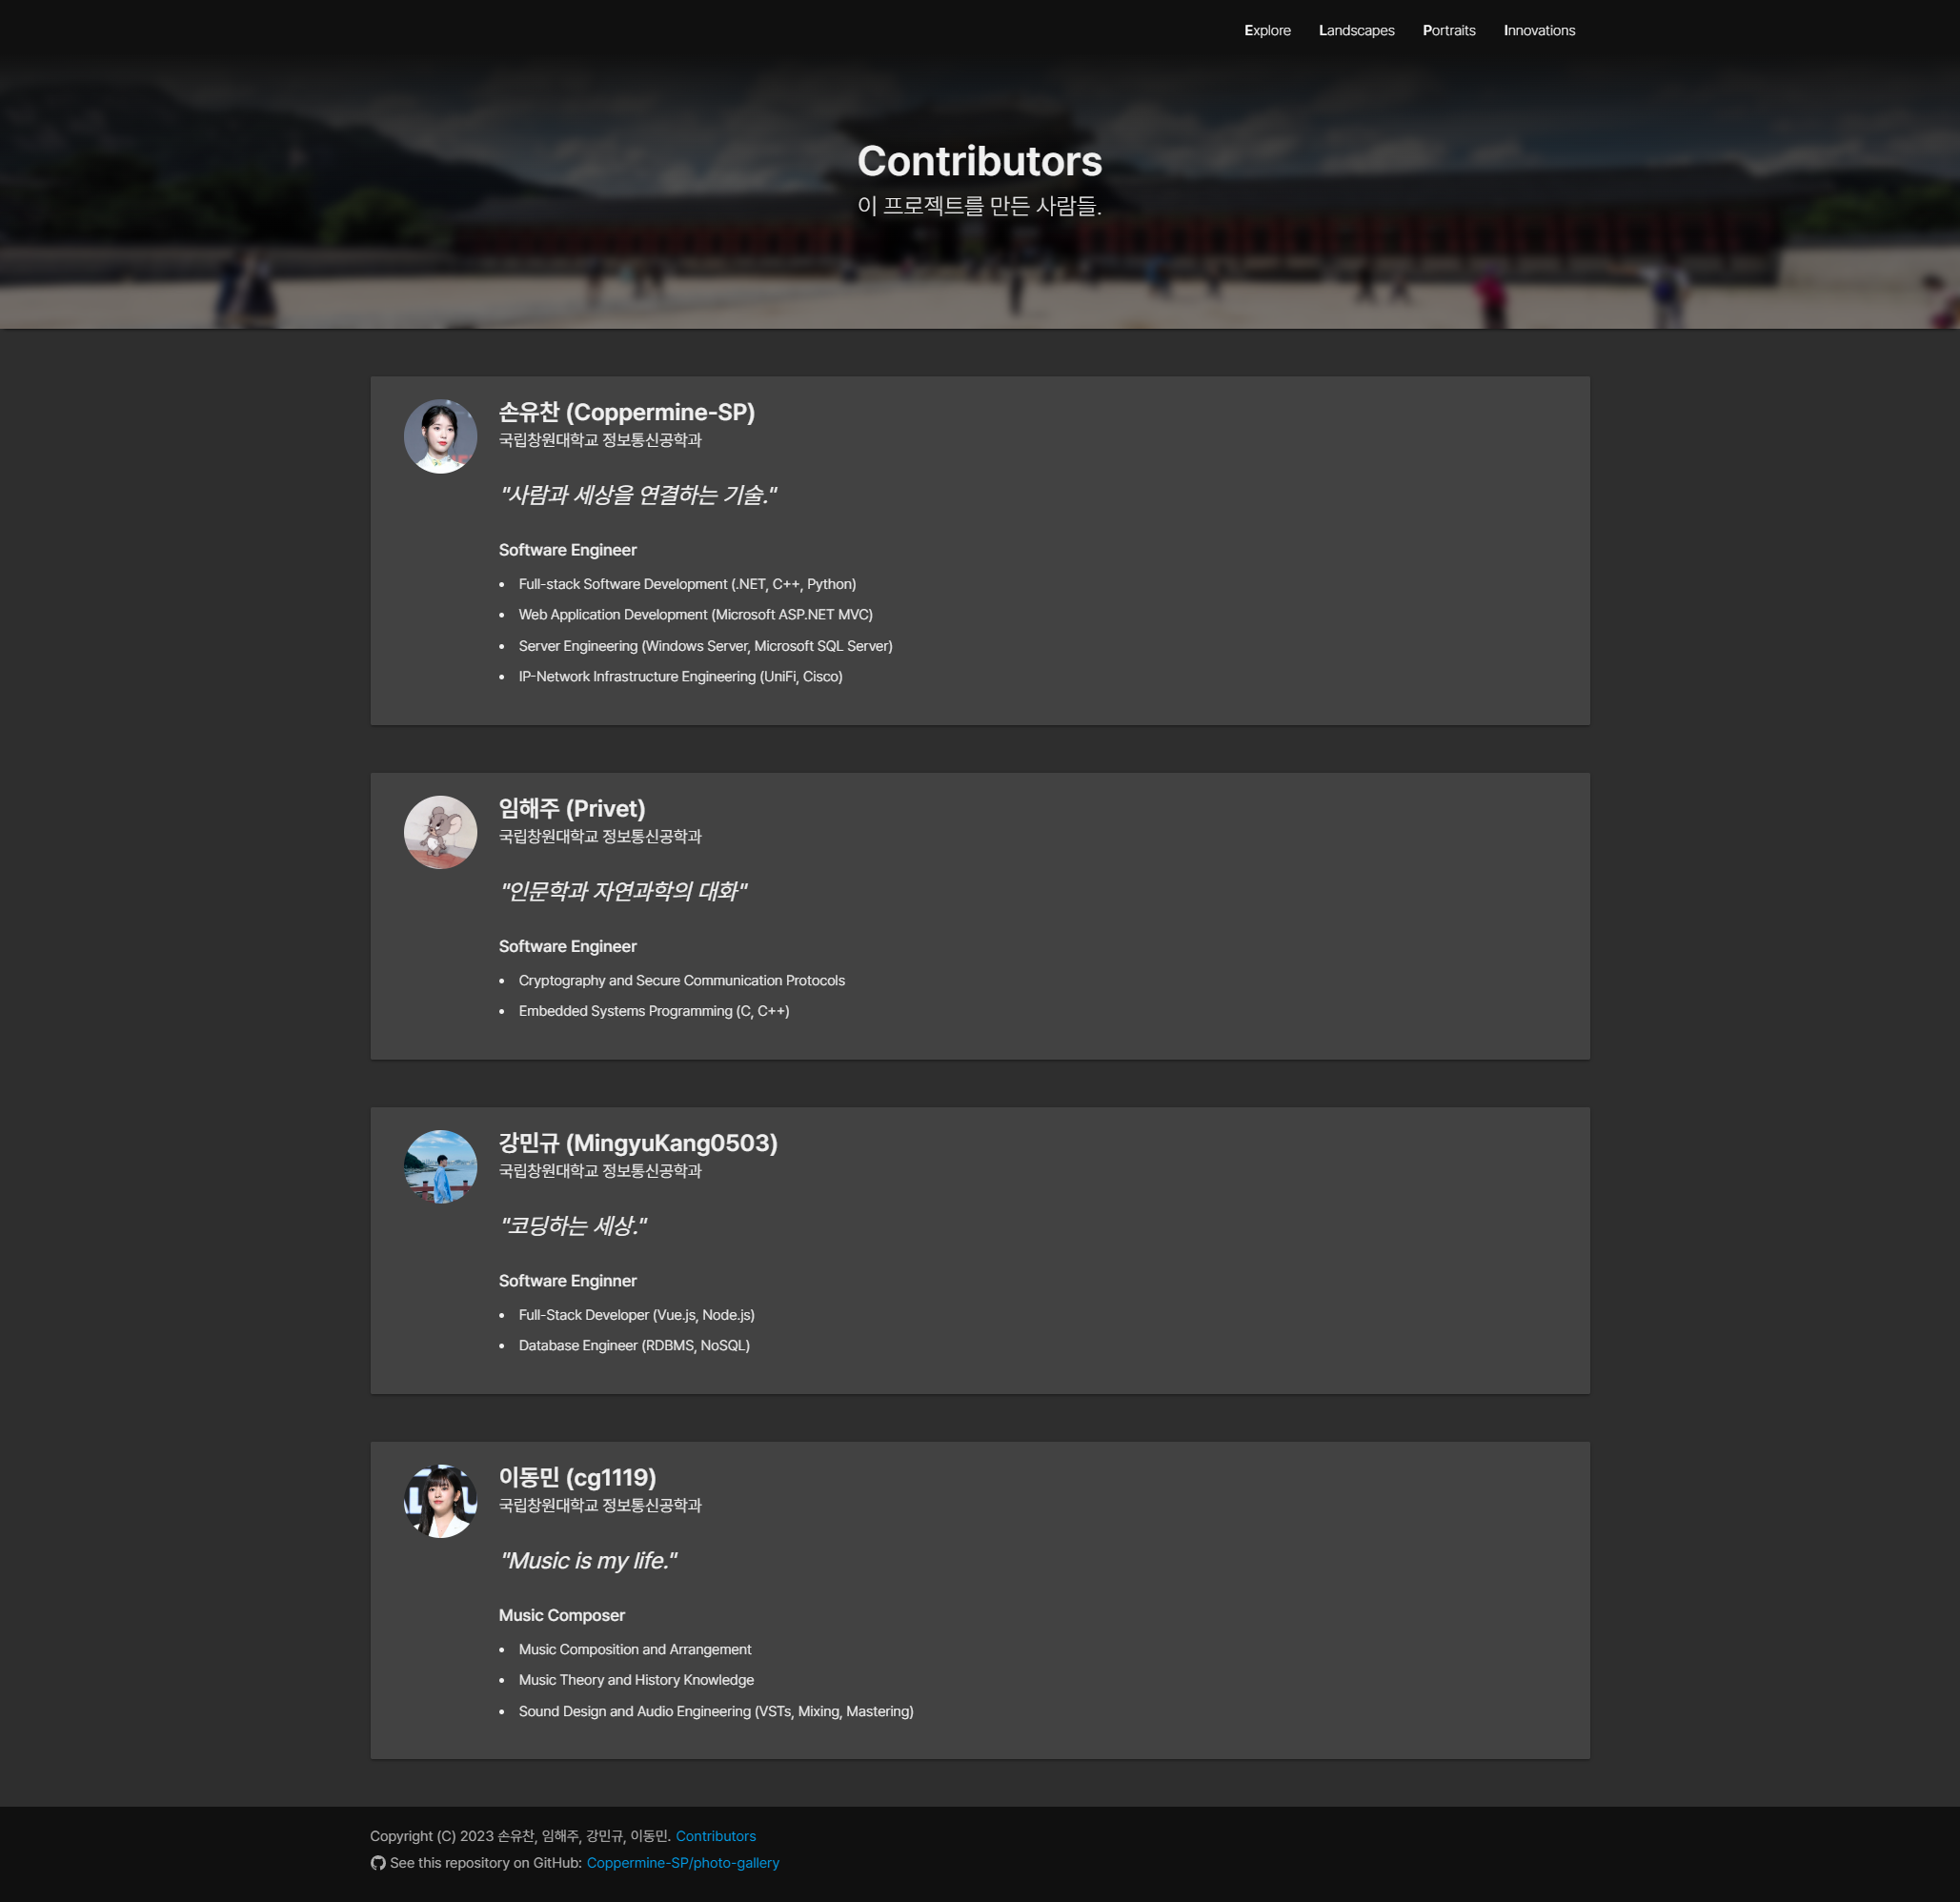 Explore Landscapes Portraits Innovations
Contributors
이 프로젝트를 만든 사람들.
손유찬 (Coppermine-SP)
국립창원대학교 정보통신공학과
"사람과 세상을 연결하는 기술."
Software Engineer
• Full-stack Software Development (.NET, C++, Python)
• Web Application Development (Microsoft ASP.NET MVC)
• Server Engineering (Windows Server, Microsoft SQL Server)
• IP-Network Infrastructure Engineering (UniFi, Cisco)
임해주 (Privet)
국립창원대학교 정보통신공학과
"인문학과 자연과학의 대화"
Software Engineer
• Cryptography and Secure Communication Protocols
• Embedded Systems Programming (C, C++)
강민규 (MingyuKang0503)
국립창원대학교 정보통신공학과
"코딩하는 세상."
Software Enginner
• Full-Stack Developer (Vue.js, Node.js)
• Database Engineer (RDBMS, NoSQL)
이동민 (cg1119)
국립창원대학교 정보통신공학과
"Music is my life."
Music Composer
• Music Composition and Arrangement
• Music Theory and History Knowledge
• Sound Design and Audio Engineering (VSTs, Mixing, Mastering)
Copyright (C) 2023 손유찬, 임해주, 강민규, 이동민. Contributors
See this repository on GitHub: Coppermine-SP/photo-gallery